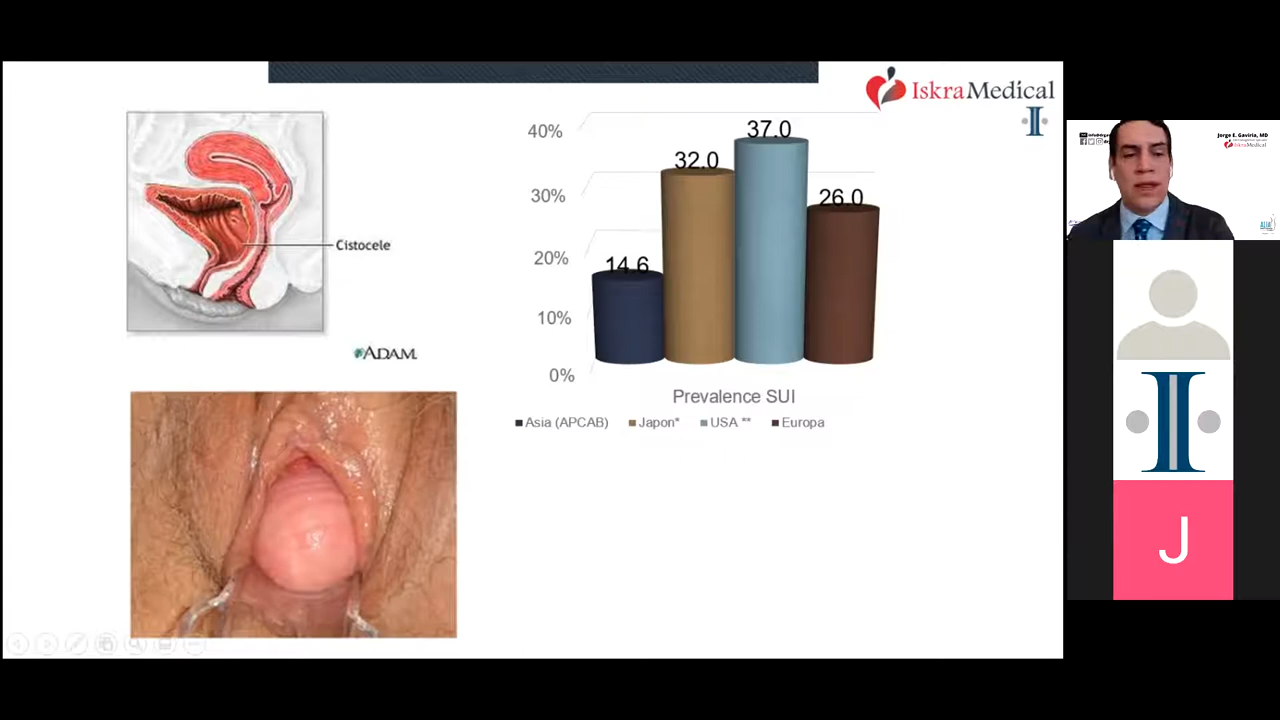 IskraMedical
Cistocele
ADAM.
40%
30%
20%
10%
0%
14.6
32.0
37.0
26.0
Prevalence SUI
Asia (APCAB)
Japon*
USA **
Europa
Jorge E. Gaviria, MD
IskraMedical
J